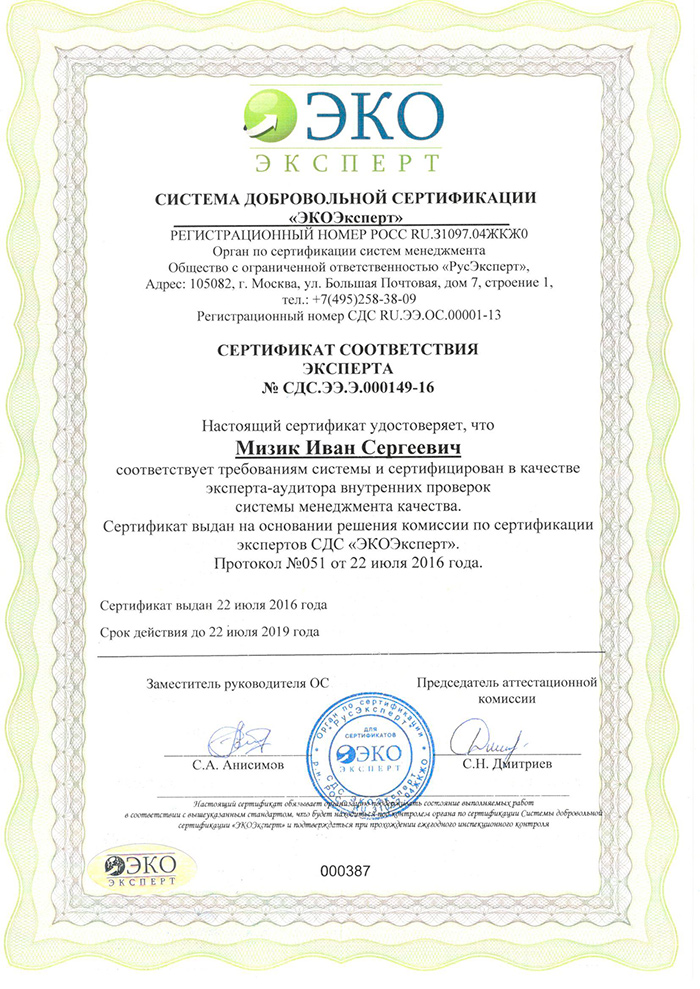 ЭКО
ЭКСПЕРТ
СИСТЕМА ДОБРОВОЛЬНОЙ СЕРТИФИКАЦИИ
«ЭКОЭксперт»
РЕГИСТРАЦИОННЫЙ НОМЕР РОСС RU.31097.04ЖКЖ0
Орган по сертификации систем менеджмента
Общество с ограниченной ответственностью «РусЭксперт»,
Адрес: 105082, г. Москва, ул. Большая Почтовая, дом 7, строение 1,
тел.: +7(495)258-38-09
Регистрационный номер СДС RU.ЭЭ.ОС.00001-13
СЕРТИФИКАТ СООТВЕТСТВИЯ
ЭКСПЕРТА
№ СДС.ЭЭ.Э.000149-16
Настоящий сертификат удостоверяет, что
Мизик Иван Сергеевич
соответствует требованиям системы и сертифицирован в качестве
эксперта-аудитора внутренних проверок
системы менеджмента качества.
Сертификат выдан на основании решения комиссии по сертификации
экспертов СДС «ЭКОЭксперт».
Протокол №051 от 22 июля 2016 года.
Сертификат выдан 22 июля 2016 года
Срок действия до 22 июля 2019 года
Заместитель руководителя ОС
Председатель аттестационной
комиссии
Орган по сертификации
"РусЭксперт"
ДЛЯ
СЕРТИФИКАТОВ
ЭКО
ЭКСПЕРТ
С.А. Анисимов
С.Н. Дмитриев
Настоящий сертификат обязывает организацию поддерживать состояние выполняемых работ
в соответствии с вышеуказанным стандартом, что будет находиться под контролем органа по сертификации Системы добровольной
сертификации «ЭКОЭксперт» и подтверждаться при прохождении ежегодного инспекционного контроля
ЭКО
ЭКСПЕРТ
000387